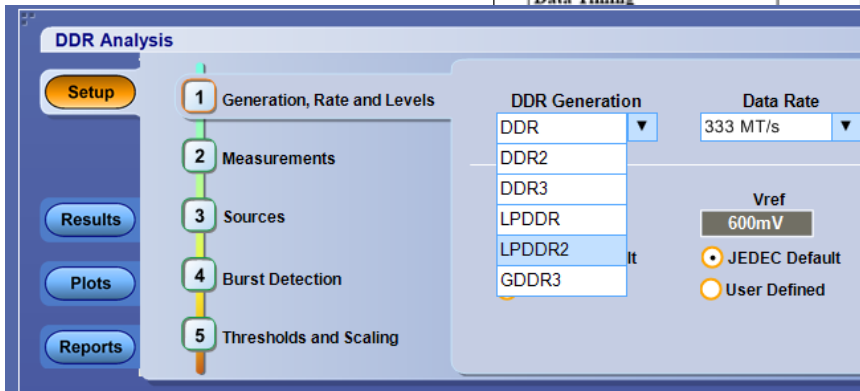 Data Timing
DDR Analysis
Setup
1 Generation, Rate and Levels
2 Measurements
3 Sources
4 Burst Detection
5 Thresholds and Scaling
Results
Plots
Reports
DDR Generation
DDR
DDR2
DDR3
LPDDR
LPDDR2
GDDR3
lt
Data Rate
333 MT/s
Vref
600mV
JEDEC Default
User Defined